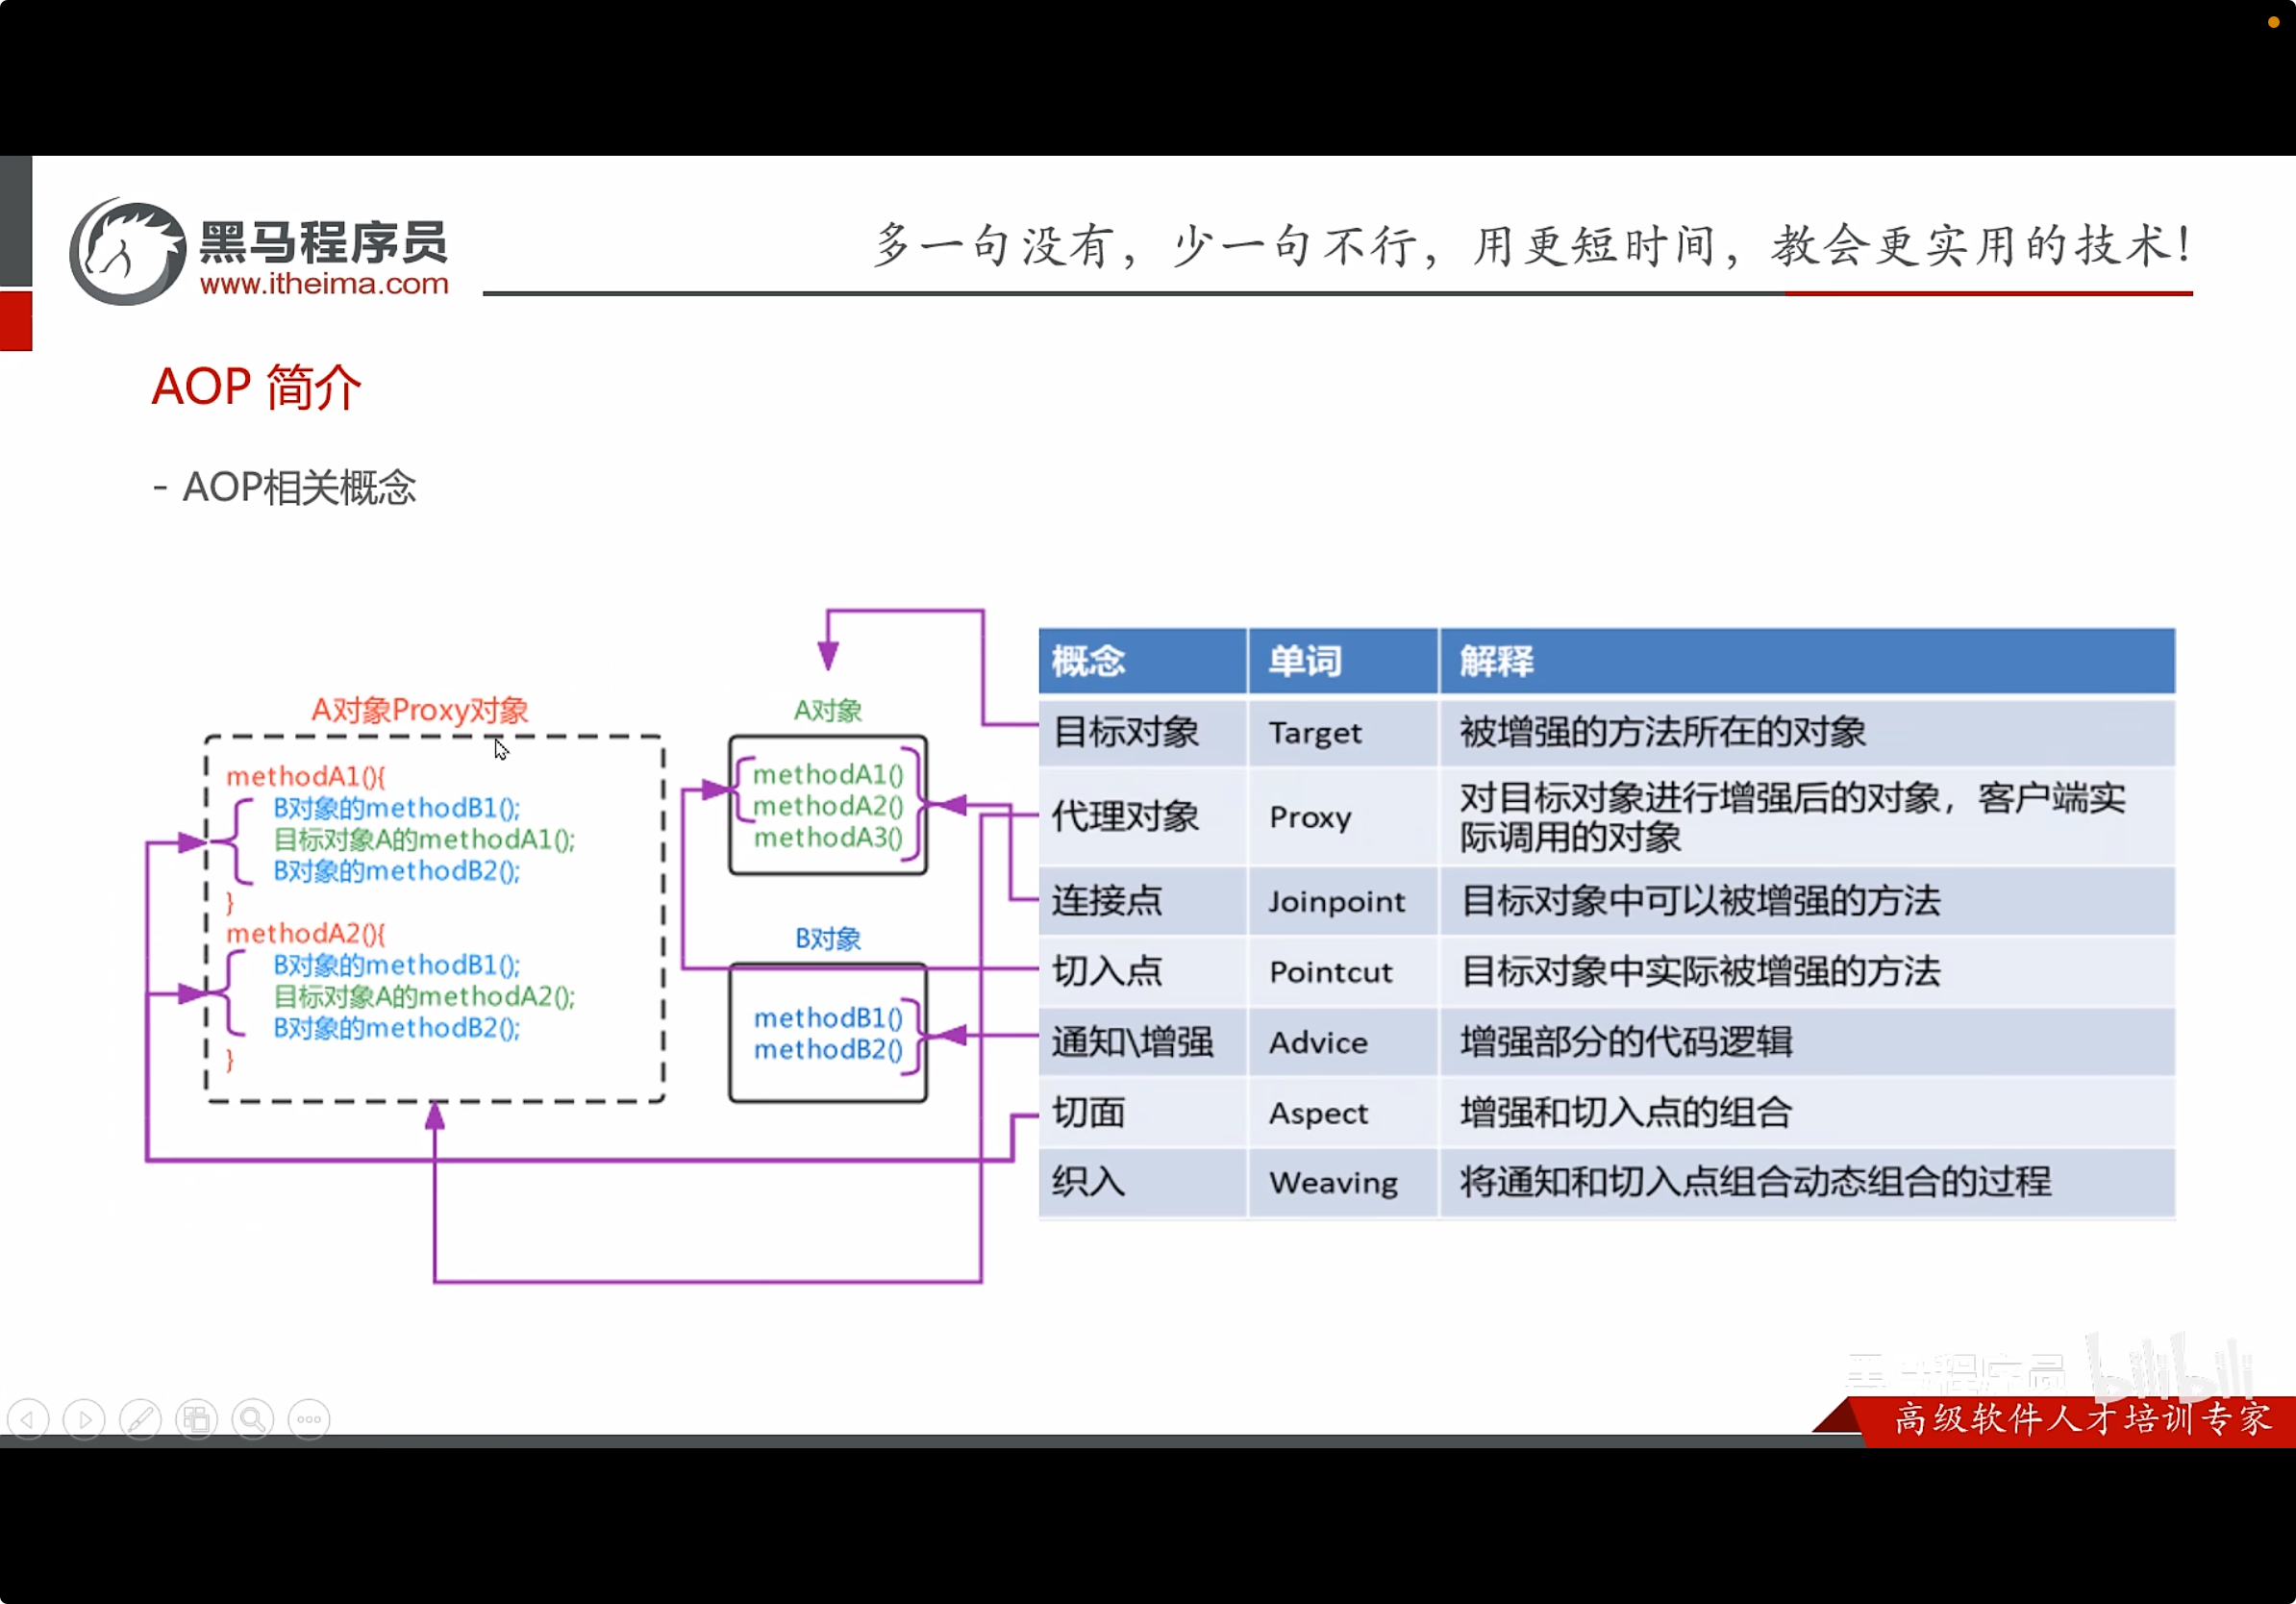 黑马程序员
www.itheima.com
多一句没有，少一句不行，用更短时间，教会更实用的技术！
AOP 简介
- AOP相关概念
A对象Proxy对象
methodA1(){
B对象的methodB1();
目标对象A的methodA1();
B对象的methodB2();
}
methodA2(){
B对象的methodB1();
目标对象A的methodA2();
B对象的methodB2();
}
A对象
methodA1()
methodA2()
methodA3()
B对象
methodB1()
methodB2()
概念 单词 解释
目标对象 Target 被增强的方法所在的对象
代理对象 Proxy 对目标对象进行增强后的对象，客户端实
际调用的对象
连接点 Joinpoint 目标对象中可以被增强的方法
切入点 Pointcut 目标对象中实际被增强的方法
通知\增强 Advice 增强部分的代码逻辑
切面 Aspect 增强和切入点的组合
织入 Weaving 将通知和切入点组合动态组合的过程
黑马程序员 bilibili
高级软件人才培训专家